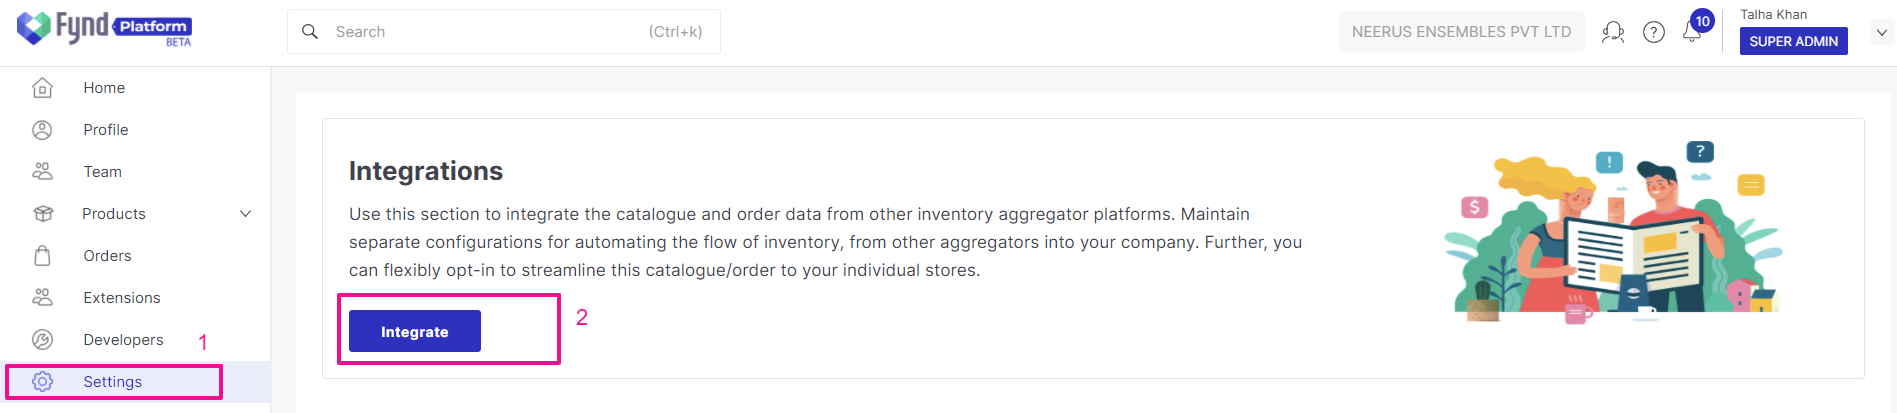 Fynd Platform
BETA
Search (Ctrl+k)
NEERUS ENSEMBLES PVT LTD
10
Talha Khan
SUPER ADMIN
Home
Profile
Team
Products
Orders
Extensions
Developers
1
Settings
Integrations
Use this section to integrate the catalogue and order data from other inventory aggregator platforms. Maintain
separate configurations for automating the flow of inventory, from other aggregators into your company. Further, you
can flexibly opt-in to streamline this catalogue/order to your individual stores.
Integrate
2
!
?
$